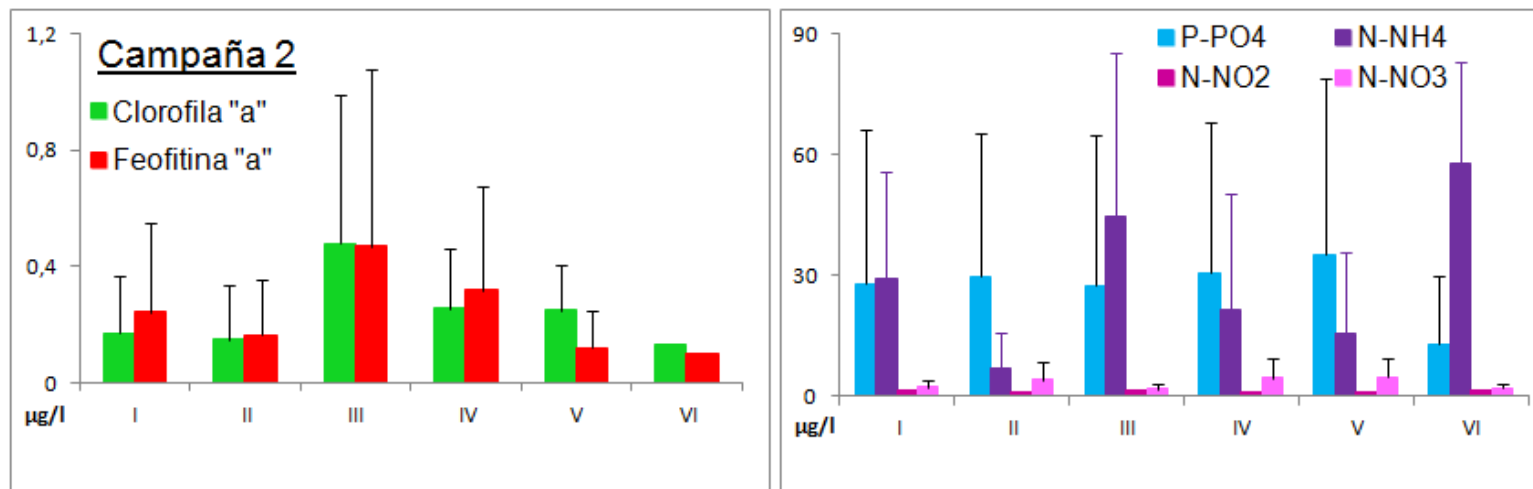 1,2
Campaña 2
Clorofila "a"
0,8
Feofitina "a"
0,4
0
µg/l I II III IV V VI
90 P-PO4 N-NH4
N-NO2 N-NO3
60
30
0
µg/l I II III IV V VI